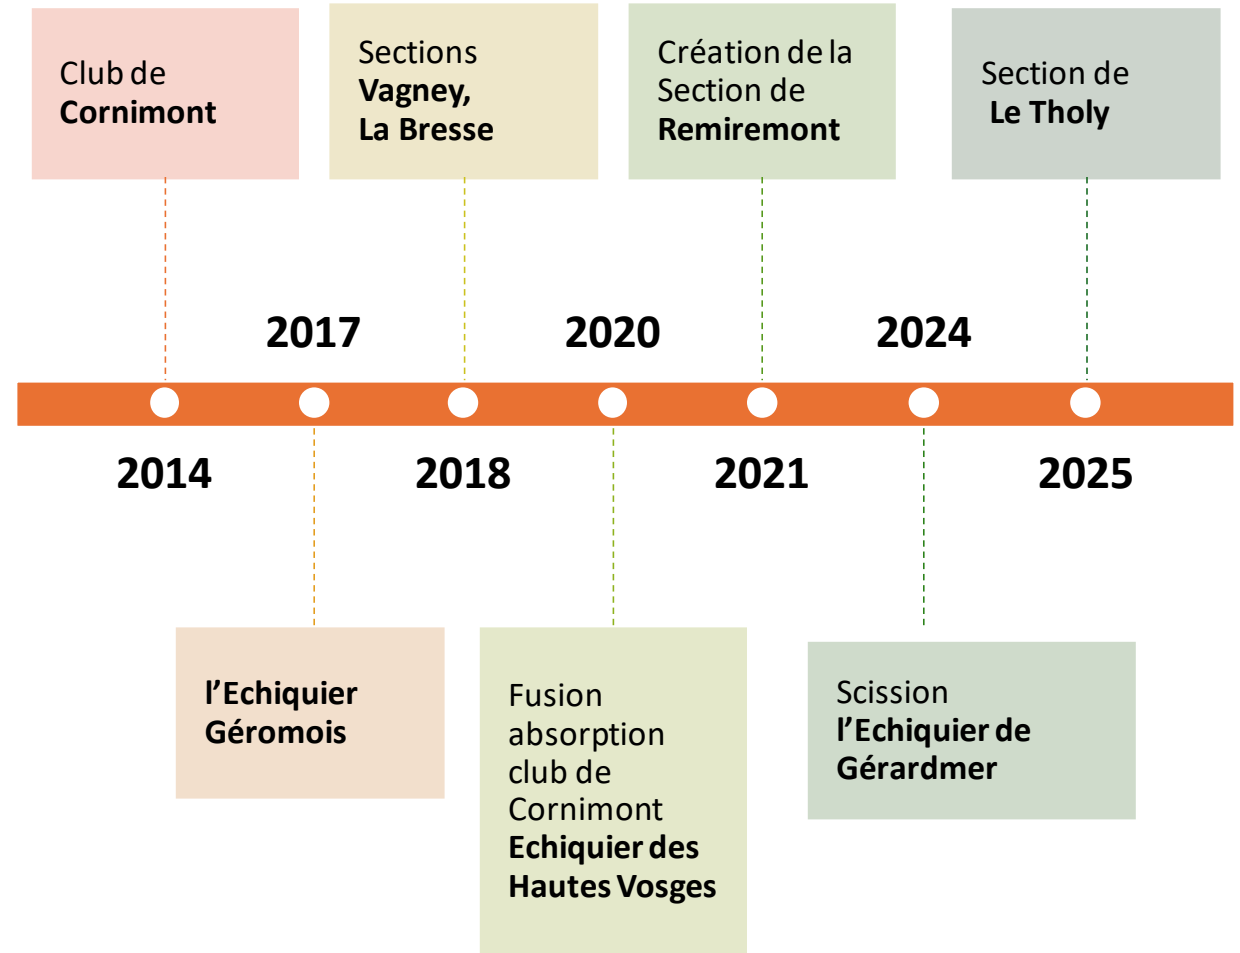 Club de
Cornimont
Sections
Vagney,
La Bresse
Création de la
Section de
Remiremont
Section de
Le Tholy
2017
2020
2024
2014
2018
2021
2025
l’Echiquier
Géromois
Fusion
absorption
club de
Cornimont
Echiquier des
Hautes Vosges
Scission
l’Echiquier de
Gérardmer